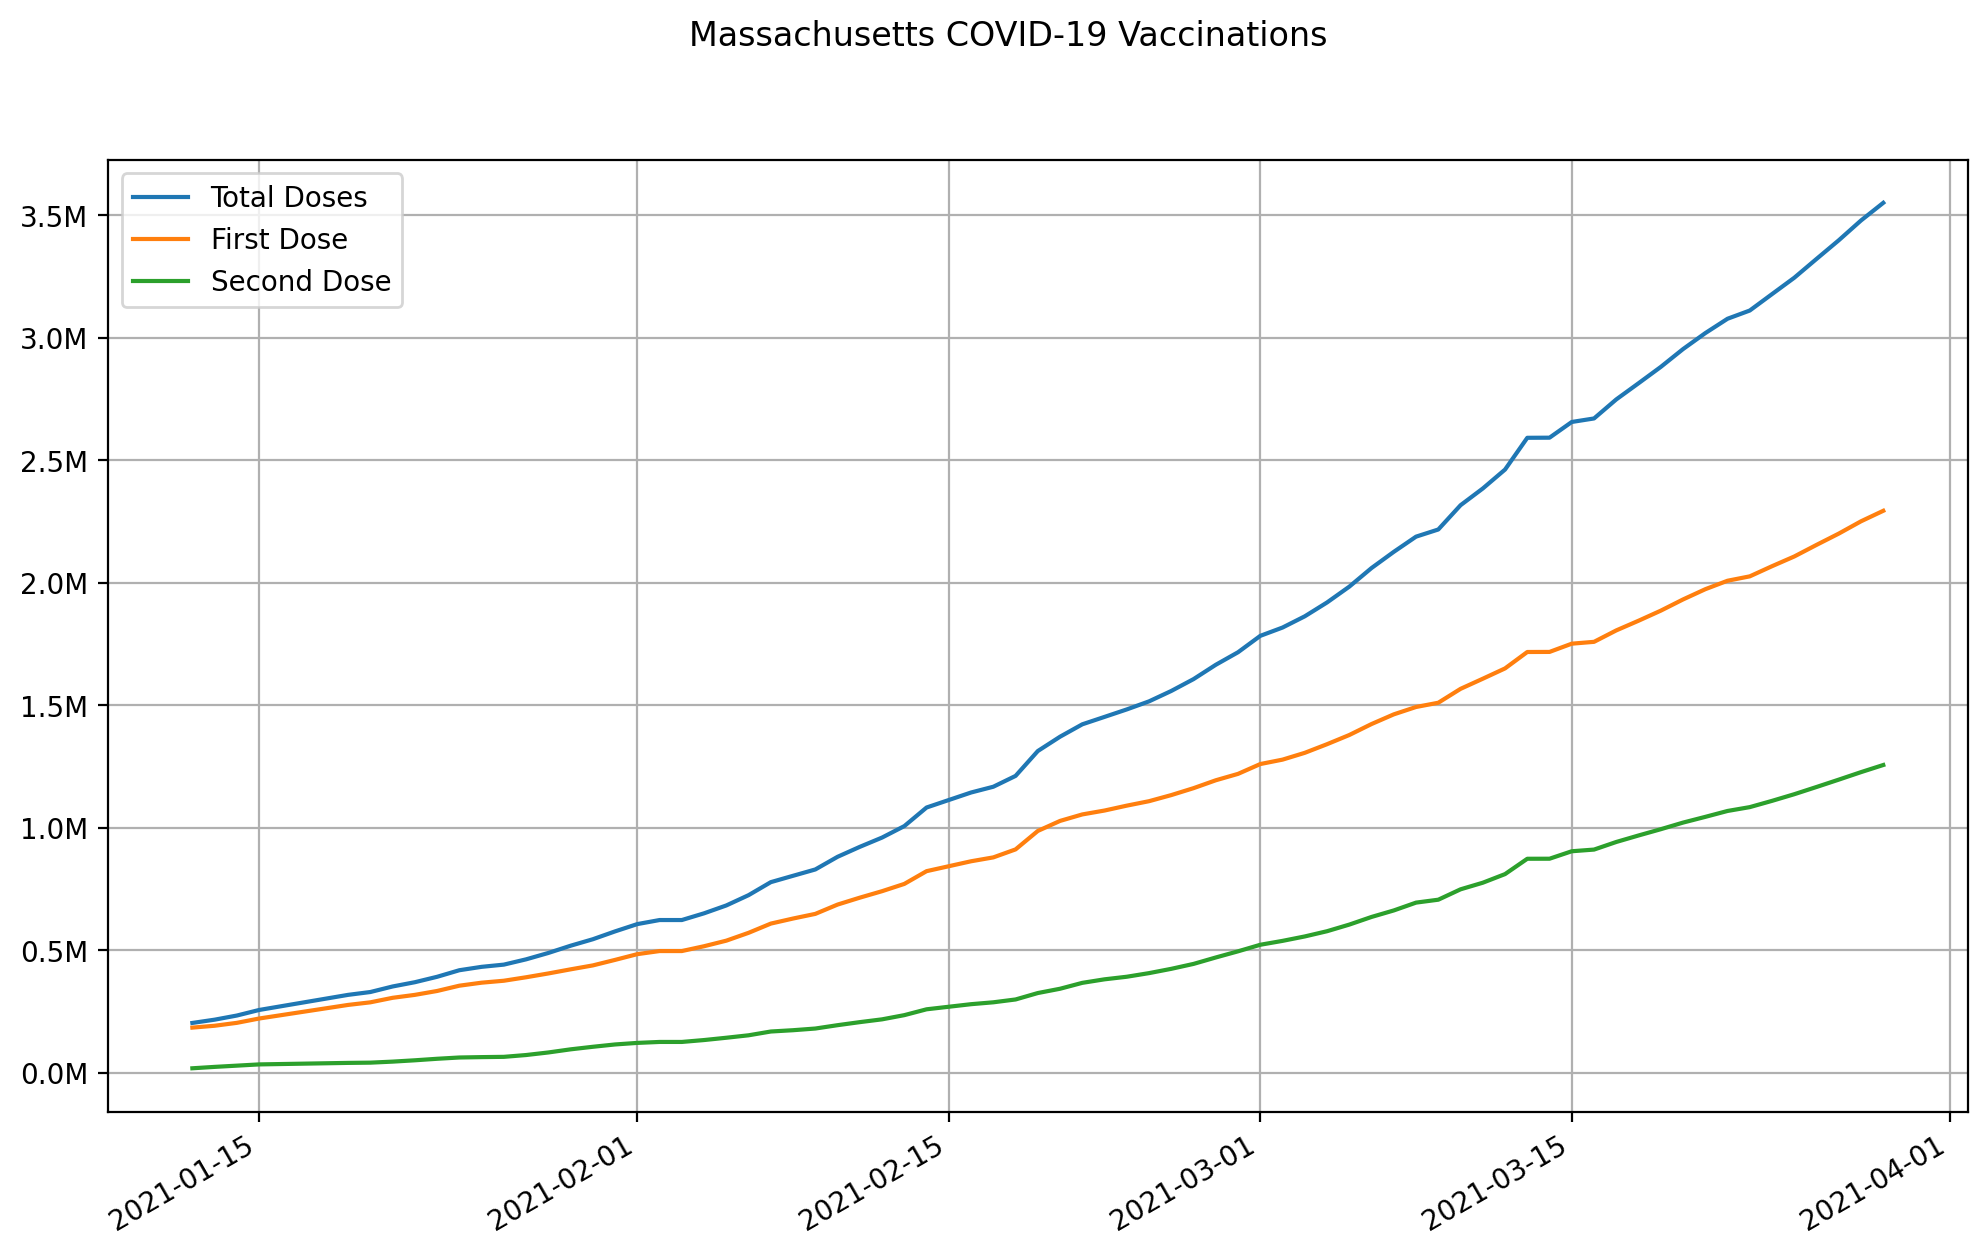 Massachusetts COVID-19 Vaccinations
Total Doses
First Dose
Second Dose
3.5M
3.0M
2.5M
2.0M
1.5M
1.0M
0.5M
0.0M
2021-01-15
2021-02-01
2021-02-15
2021-03-01
2021-03-15
2021-04-01